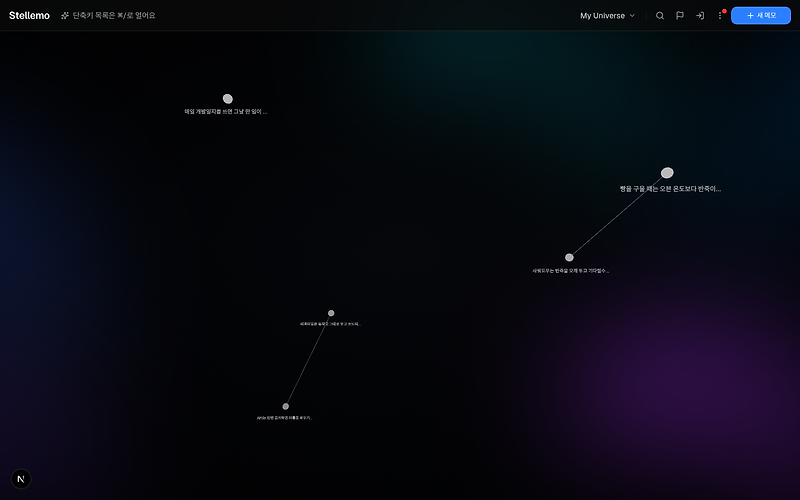 Stellemo
단축키 목록은 ⌘/로 열어요
My Universe
+ 새 메모
매일 개발일지를 쓰면 그날 한 일이 ...
빵을 구울 때는 오븐 온도보다 반죽이...
사워도우는 반죽을 오래 두고 기다릴수...
N